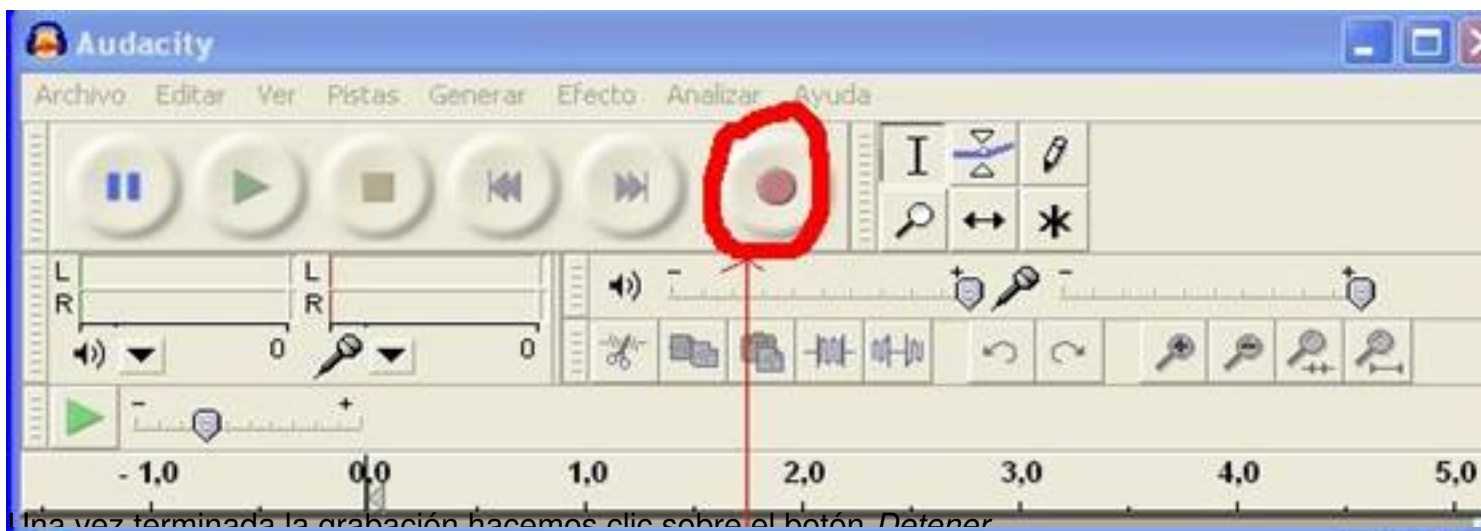 Audacity
Archivo Editar Ver Pistas Generar Efecto Analizar Ayuda
L L
R R
0 0
- + - +
- +
- 1,0 0,0 1,0 2,0 3,0 4,0 5,0
Una vez terminada la grabación hacemos clic sobre el botón Detener